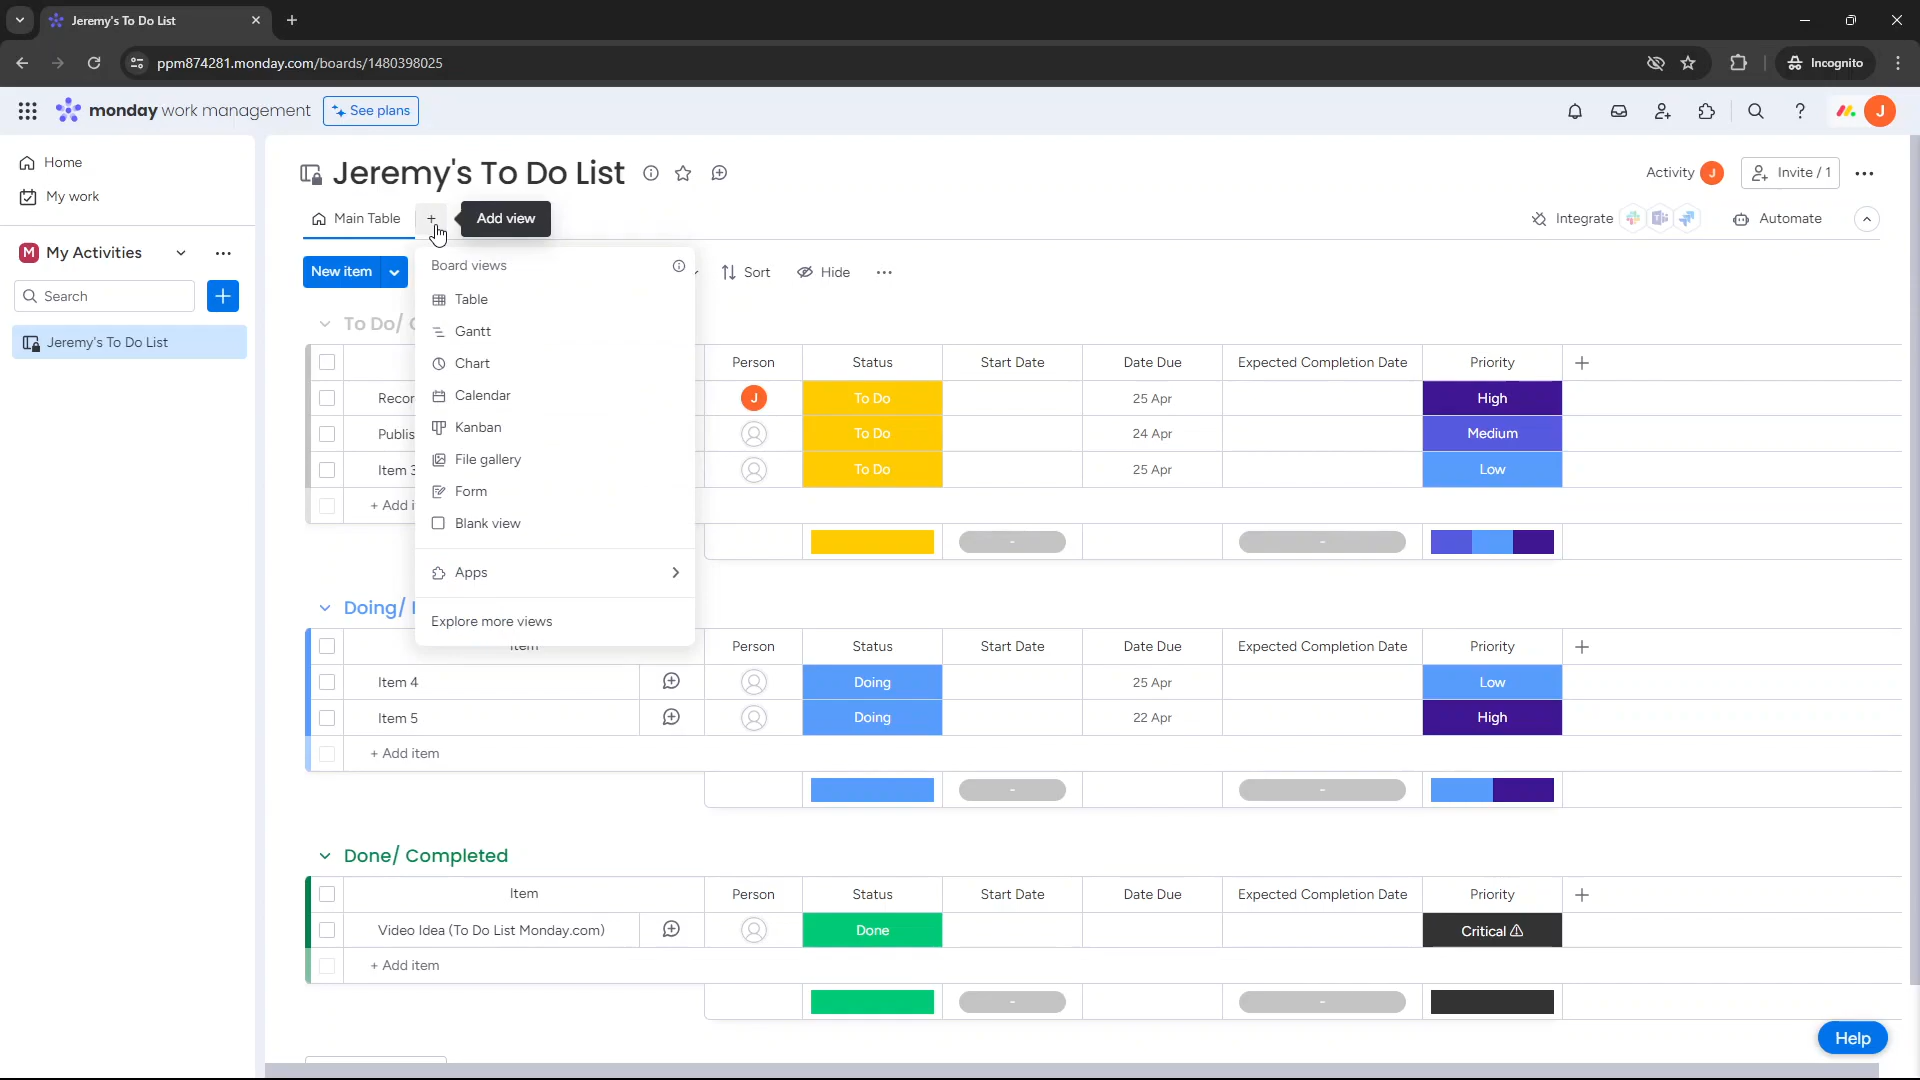 Jeremy's To Do List
ppm874281.monday.com/boards/1480398025
Incognito
monday work management
See plans
J
Home
My work
M My Activities
Search
Jeremy's To Do List
Jeremy's To Do List
Activity J
Invite / 1
Main Table
+
Add view
Integrate
Automate
New item
Sort
Hide
Board views
Table
Gantt
Chart
Calendar
Kanban
File gallery
Form
Blank view
Apps
Explore more views
To Do/
Person Status Start Date Date Due Expected Completion Date Priority
Recor J To Do 25 Apr High
Publis To Do 24 Apr Medium
Item 3 To Do 25 Apr Low
+ Add i
- -
Doing/
Item Person Status Start Date Date Due Expected Completion Date Priority
Item 4 Doing 25 Apr Low
Item 5 Doing 22 Apr High
+ Add item
- -
Done/ Completed
Item Person Status Start Date Date Due Expected Completion Date Priority
Video Idea (To Do List Monday.com) Done Critical
+ Add item
- -
Help